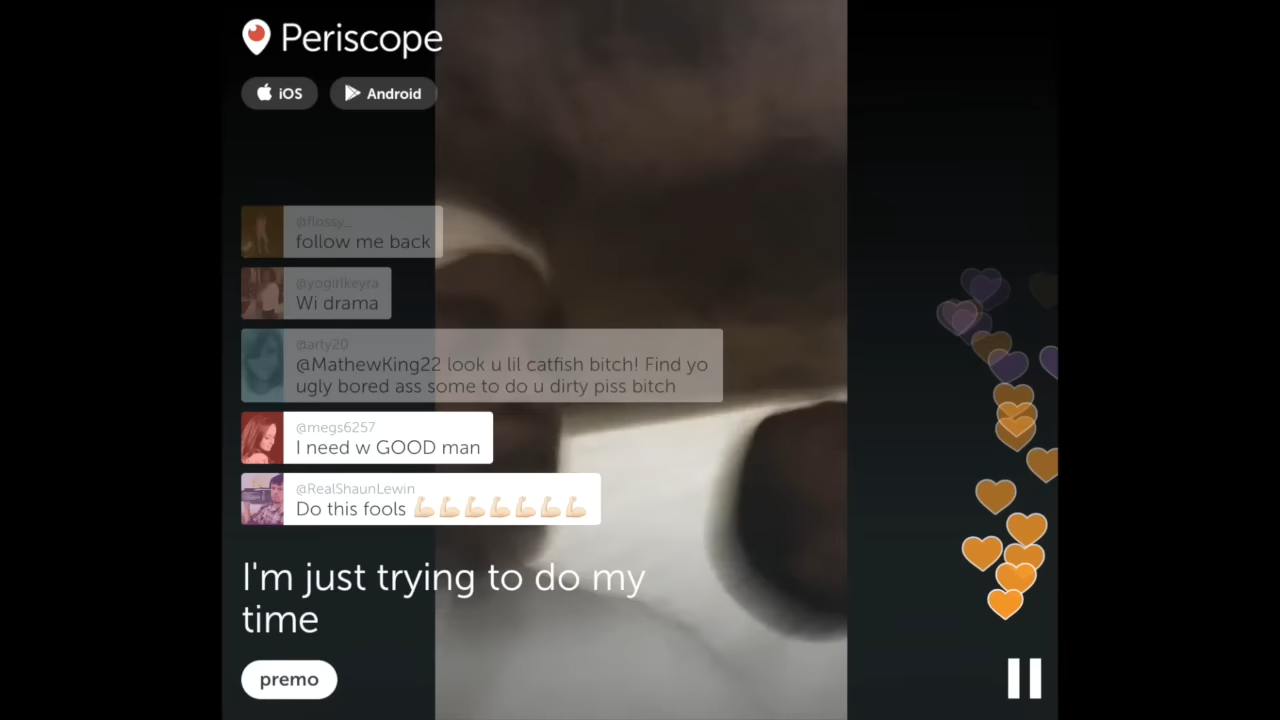 Periscope
iOS
Android
@flossy_
follow me back
@yogirlkeyra
Wi drama
@arty20
@MathewKing22 look u lil catfish bitch! Find yo
ugly bored ass some to do u dirty piss bitch
@megs6257
I need w GOOD man
@RealShaunLewin
Do this fools 💪🏻💪🏻💪🏻💪🏻💪🏻💪🏻💪🏻
I'm just trying to do my
time
premo